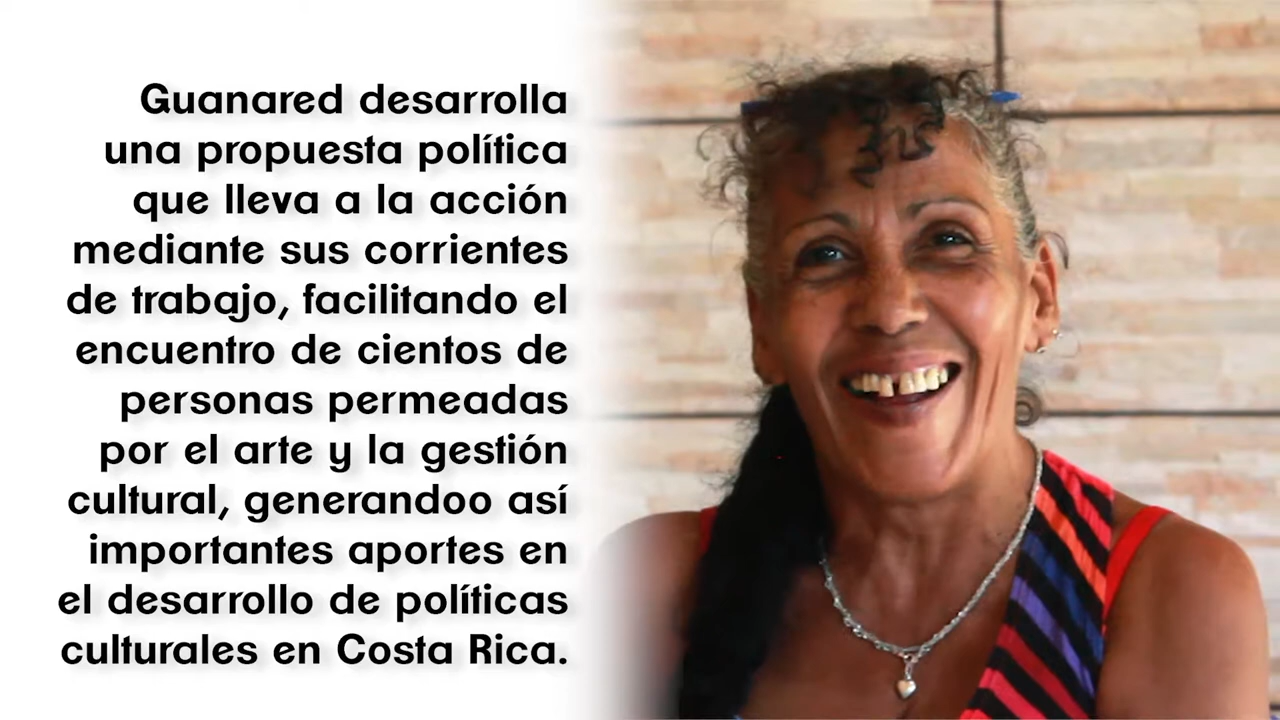 Guanared desarrolla
una propuesta política
que lleva a la acción
mediante sus corrientes
de trabajo, facilitando el
encuentro de cientos de
personas permeadas
por el arte y la gestión
cultural, generandoo así
importantes aportes en
el desarrollo de políticas
culturales en Costa Rica.